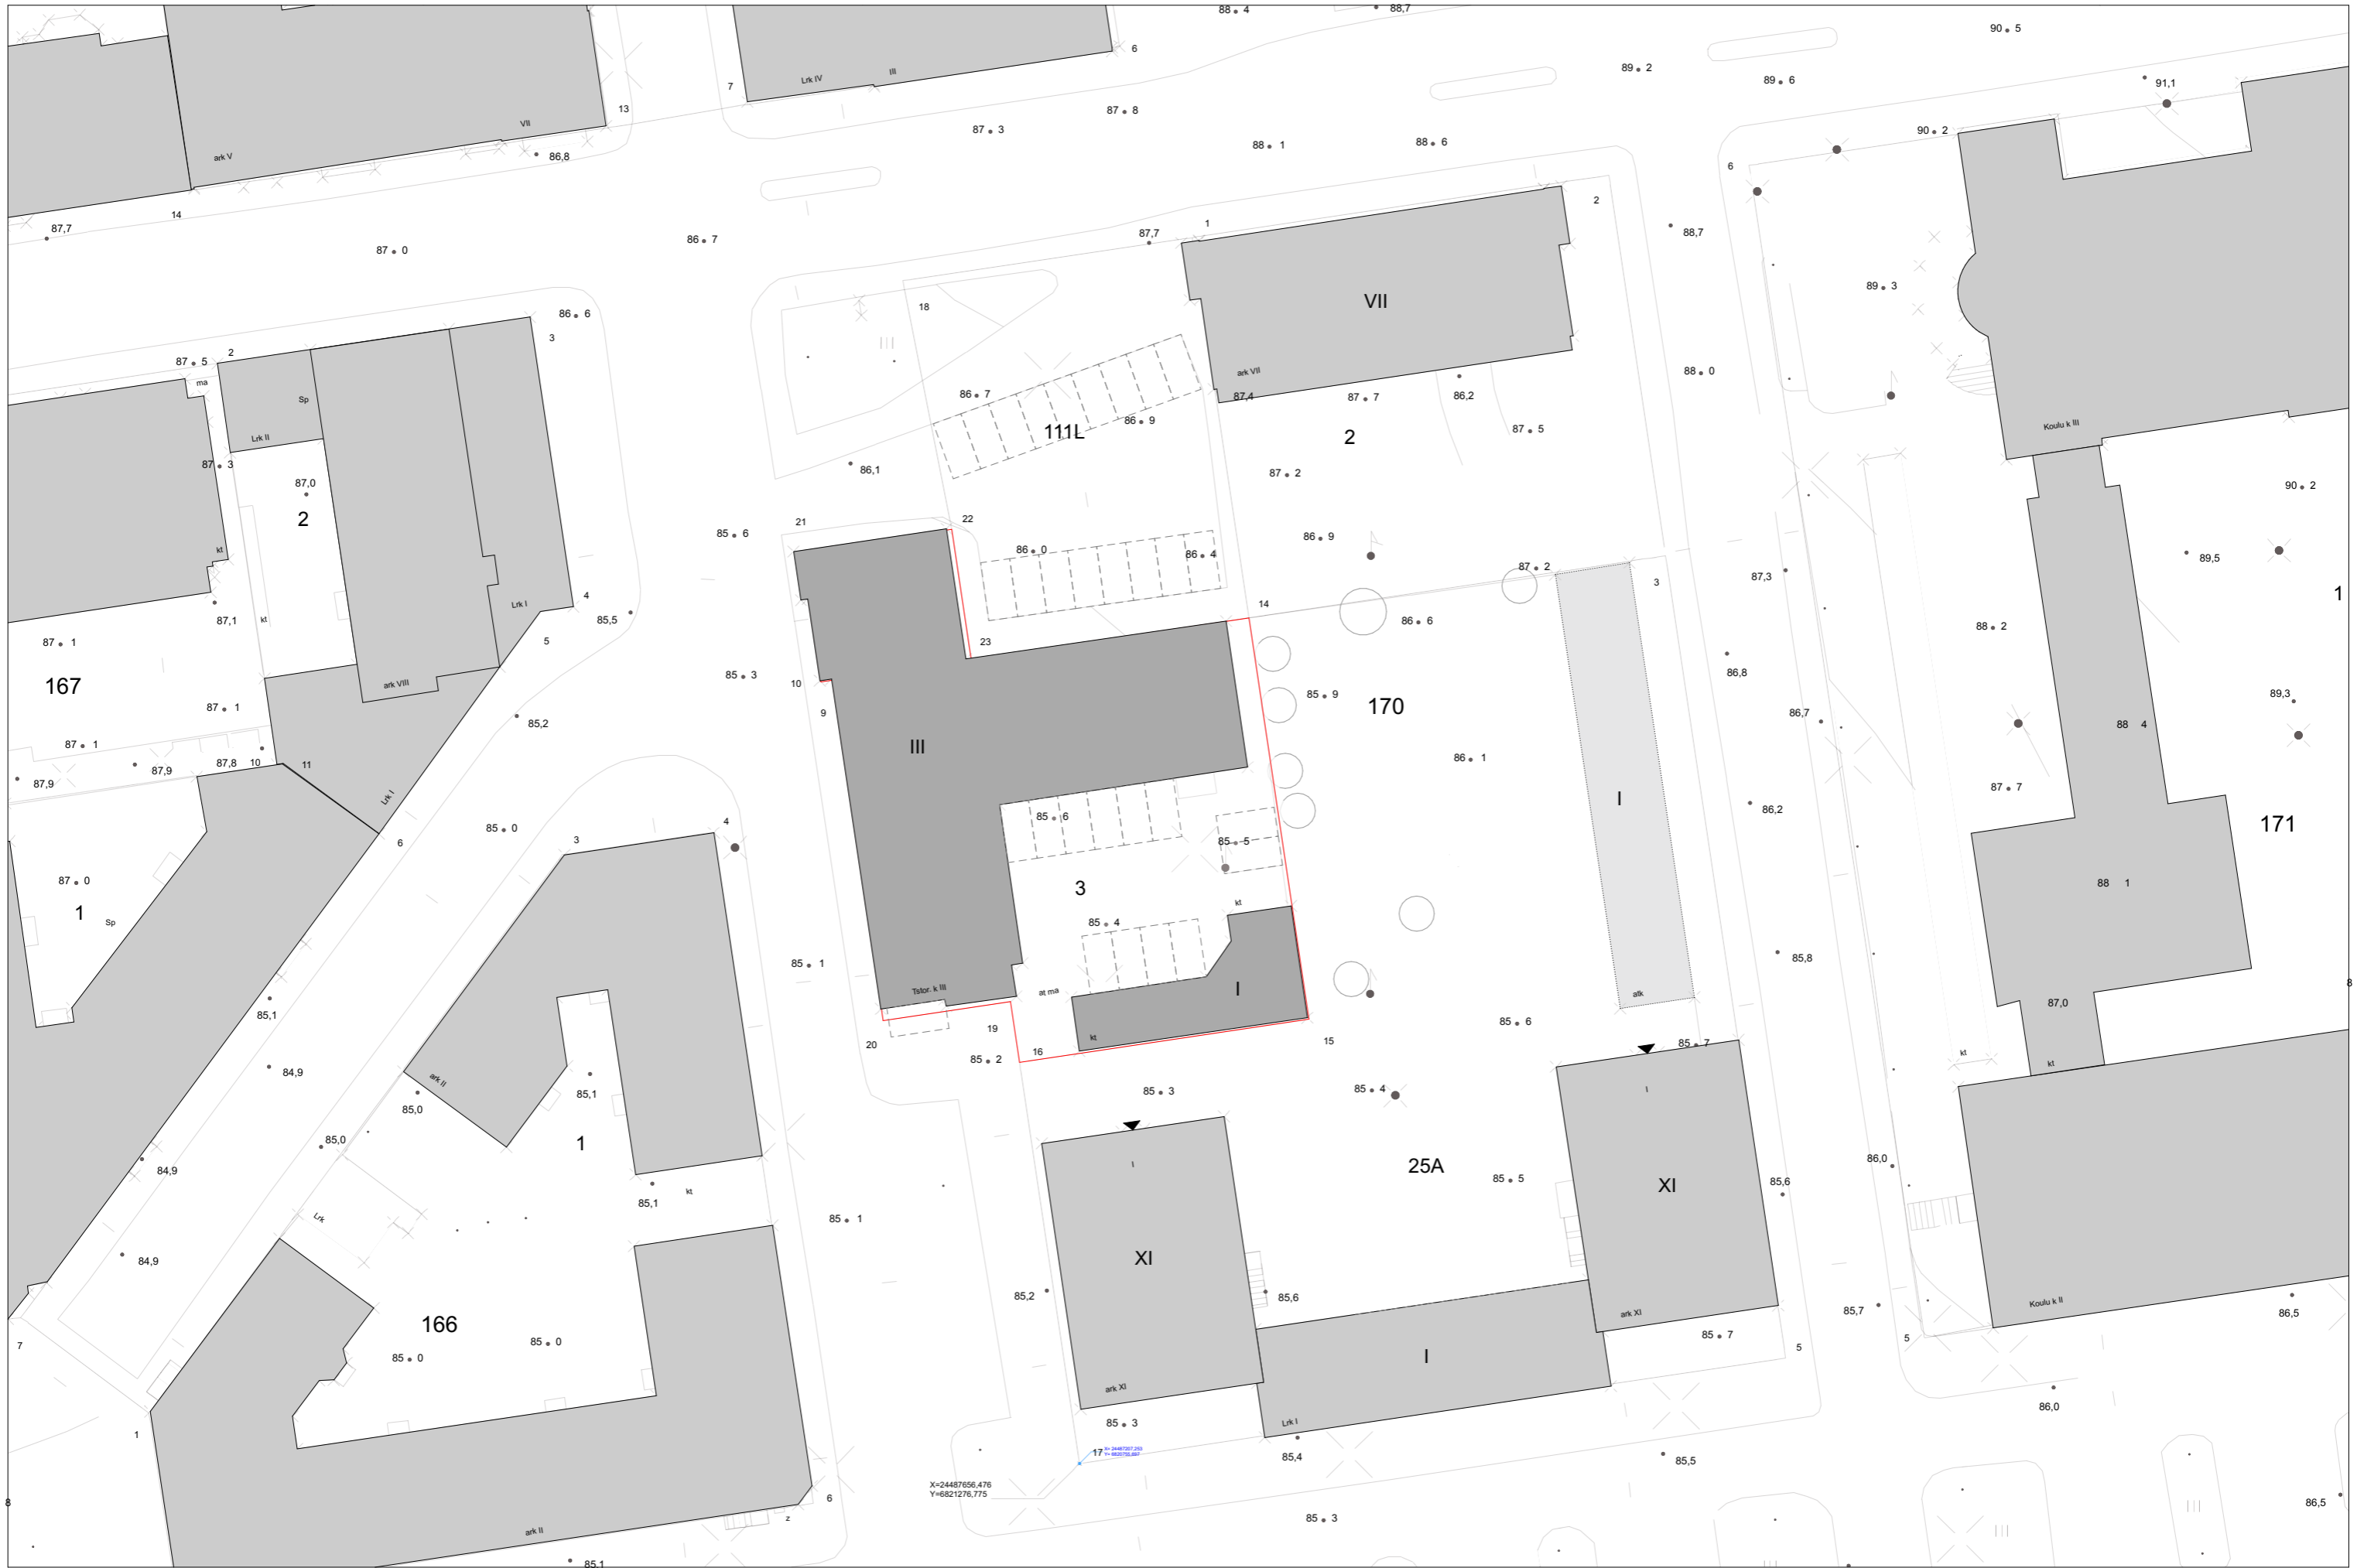 88 • 4
88,7
90 • 5
6
Lrk IV
III
7
13
VII
ark V
86,8
14
87,7
87 • 0
86 • 7
87 • 3
87 • 8
88 • 1
88 • 6
89 • 2
89 • 6
91,1
90 • 2
6
1
2
87,7
88,7
18
VII
89 • 3
86 • 6
3
2
87 • 5
ma
Sp
Lrk II
87 • 3
87,0
2
kt
87,1
kt
86 • 7
86 • 9
111L
86,1
ark VII
87,4
87 • 7
86,2
88 • 0
87 • 5
2
87 • 2
Koulu k III
90 • 2
21
22
85 • 6
86 • 0
86 • 4
86 • 9
87 • 2
87,3
3
89,5
1
Lrk I
4
85,5
5
87 • 1
167
14
86 • 6
88 • 2
23
85 • 3
10
9
ark VIII
87 • 1
85,2
85 • 9
170
86,8
86,7
89,3
88 4
87 • 1
87,9
87,9
87,8
10
11
III
86 • 1
I
87 • 7
Lrk I
6
85 • 0
3
4
85 • 6
85 • 5
86,2
171
87 • 0
1
Sp
3
88 1
kt
85 • 4
85 • 1
85,8
Tstor. k III
at ma
I
atk
87,0
8
85,1
19
20
16
kt
15
85 • 6
85 • 2
85 • 7
kt
kt
84,9
ark II
85,0
85,1
85 • 3
85 • 4
I
85,0
84,9
1
85,1
kt
I
25A
85 • 5
XI
86,0
85,6
Lrk
85 • 1
84,9
XI
85,2
85,6
85,7
Koulu k II
86,5
166
7
85 • 0
85 • 0
ark XI
85 • 7
5
5
I
ark XI
85 • 3
Lrk I
86,0
1
17
85,4
85,5
X=24487656,476
Y=6821276,775
6
8
z
85 • 3
86,5
ark II
85,1